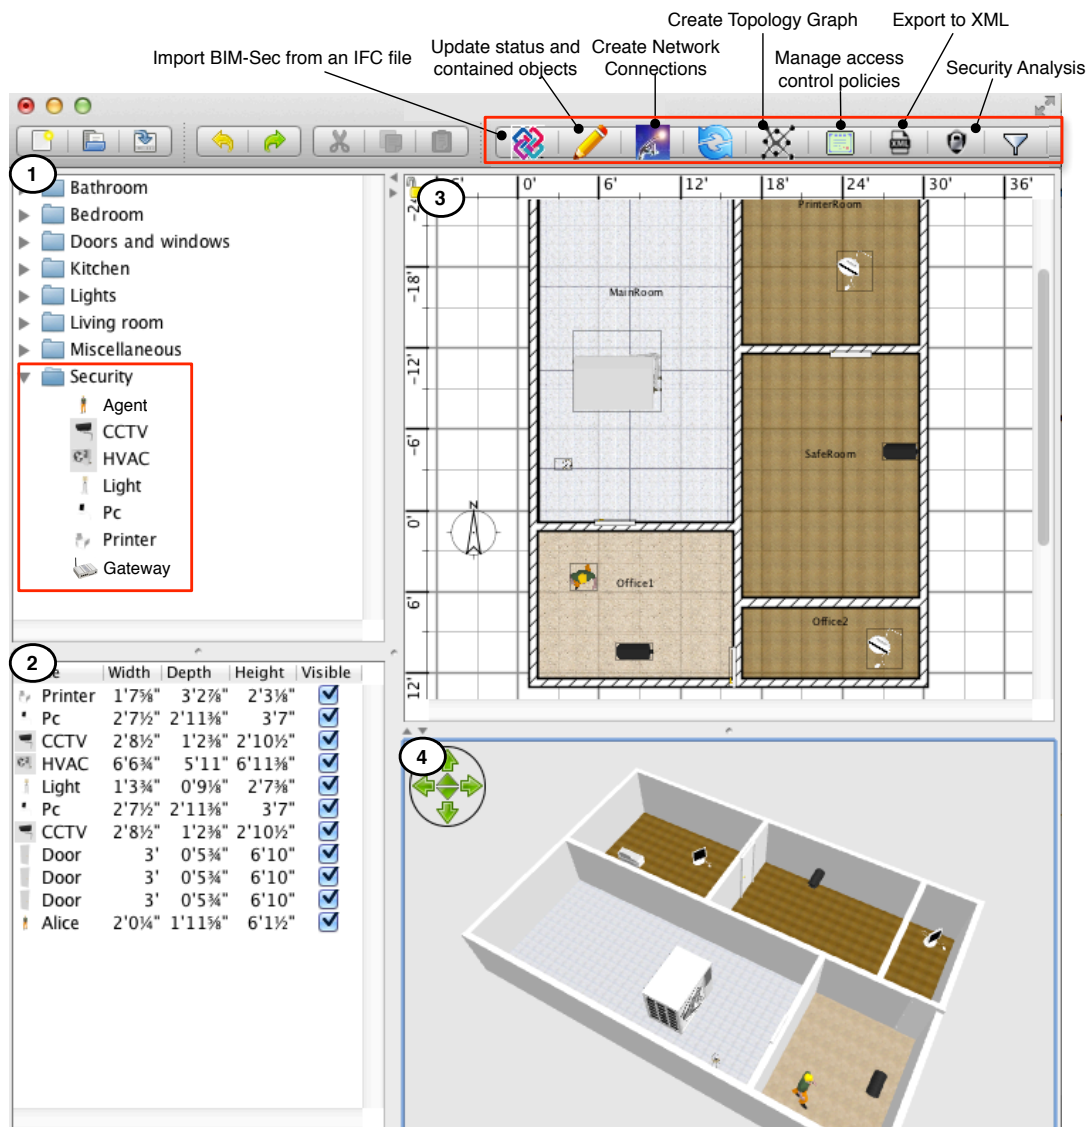 Create Topology Graph
Export to XML
Import BIM-Sec from an IFC file
Update status and
contained objects
Create Network
Connections
Manage access
control policies
Security Analysis
XML
1
Bathroom
Bedroom
Doors and windows
Kitchen
Lights
Living room
Miscellaneous
Security
Agent
CCTV
HVAC
Light
Pc
Printer
Gateway
2
Width Depth Height Visible
Printer 1'7⅝" 3'2⅞" 2'3⅛"
Pc 2'7½" 2'11⅜" 3'7"
CCTV 2'8½" 1'2⅜" 2'10½"
HVAC 6'6¾" 5'11" 6'11⅜"
Light 1'3¾" 0'9⅛" 2'7⅜"
Pc 2'7½" 2'11⅜" 3'7"
CCTV 2'8½" 1'2⅜" 2'10½"
Door 3' 0'5¾" 6'10"
Door 3' 0'5¾" 6'10"
Door 3' 0'5¾" 6'10"
Alice 2'0¼" 1'11⅝" 6'1½"
3
0' 6' 12' 18' 24' 30' 36'
-18'
-12'
-6'
0'
6'
12'
PrinterRoom
MainRoom
SafeRoom
N
Office1
Office2
4